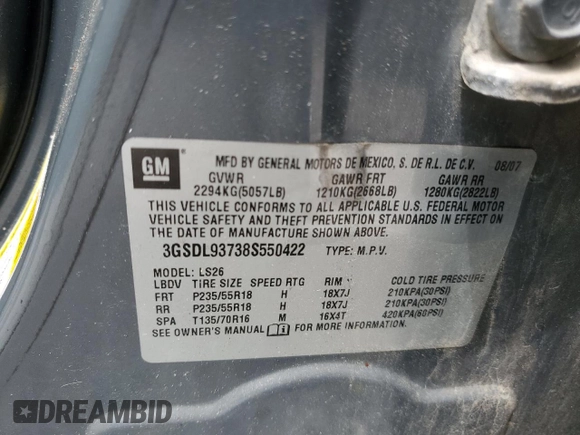 GM
MFD BY GENERAL MOTORS DE MEXICO, S. DE R.L. DE C.V. 08/07
GVWR GAWR FRT GAWR RR
2294KG(5057LB) 1210KG(2668LB) 1280KG(2822LB)
THIS VEHICLE CONFORMS TO ALL APPLICABLE U.S. FEDERAL MOTOR
VEHICLE SAFETY AND THEFT PREVENTION STANDARDS IN EFFECT ON
THE DATE OF MANUFACTURE SHOWN ABOVE.
3GSDL93738S550422 TYPE: M.P.V.
MODEL: LS26
LBDV TIRE SIZE SPEED RTG RIM COLD TIRE PRESSURE
FRT P235/55R18 H 18X7J 210KPA(30PSI)
RR P235/55R18 H 18X7J 210KPA(30PSI)
SPA T135/70R16 M 16X4T 420KPA(60PSI)
SEE OWNER'S MANUAL FOR MORE INFORMATION
DREAMBID